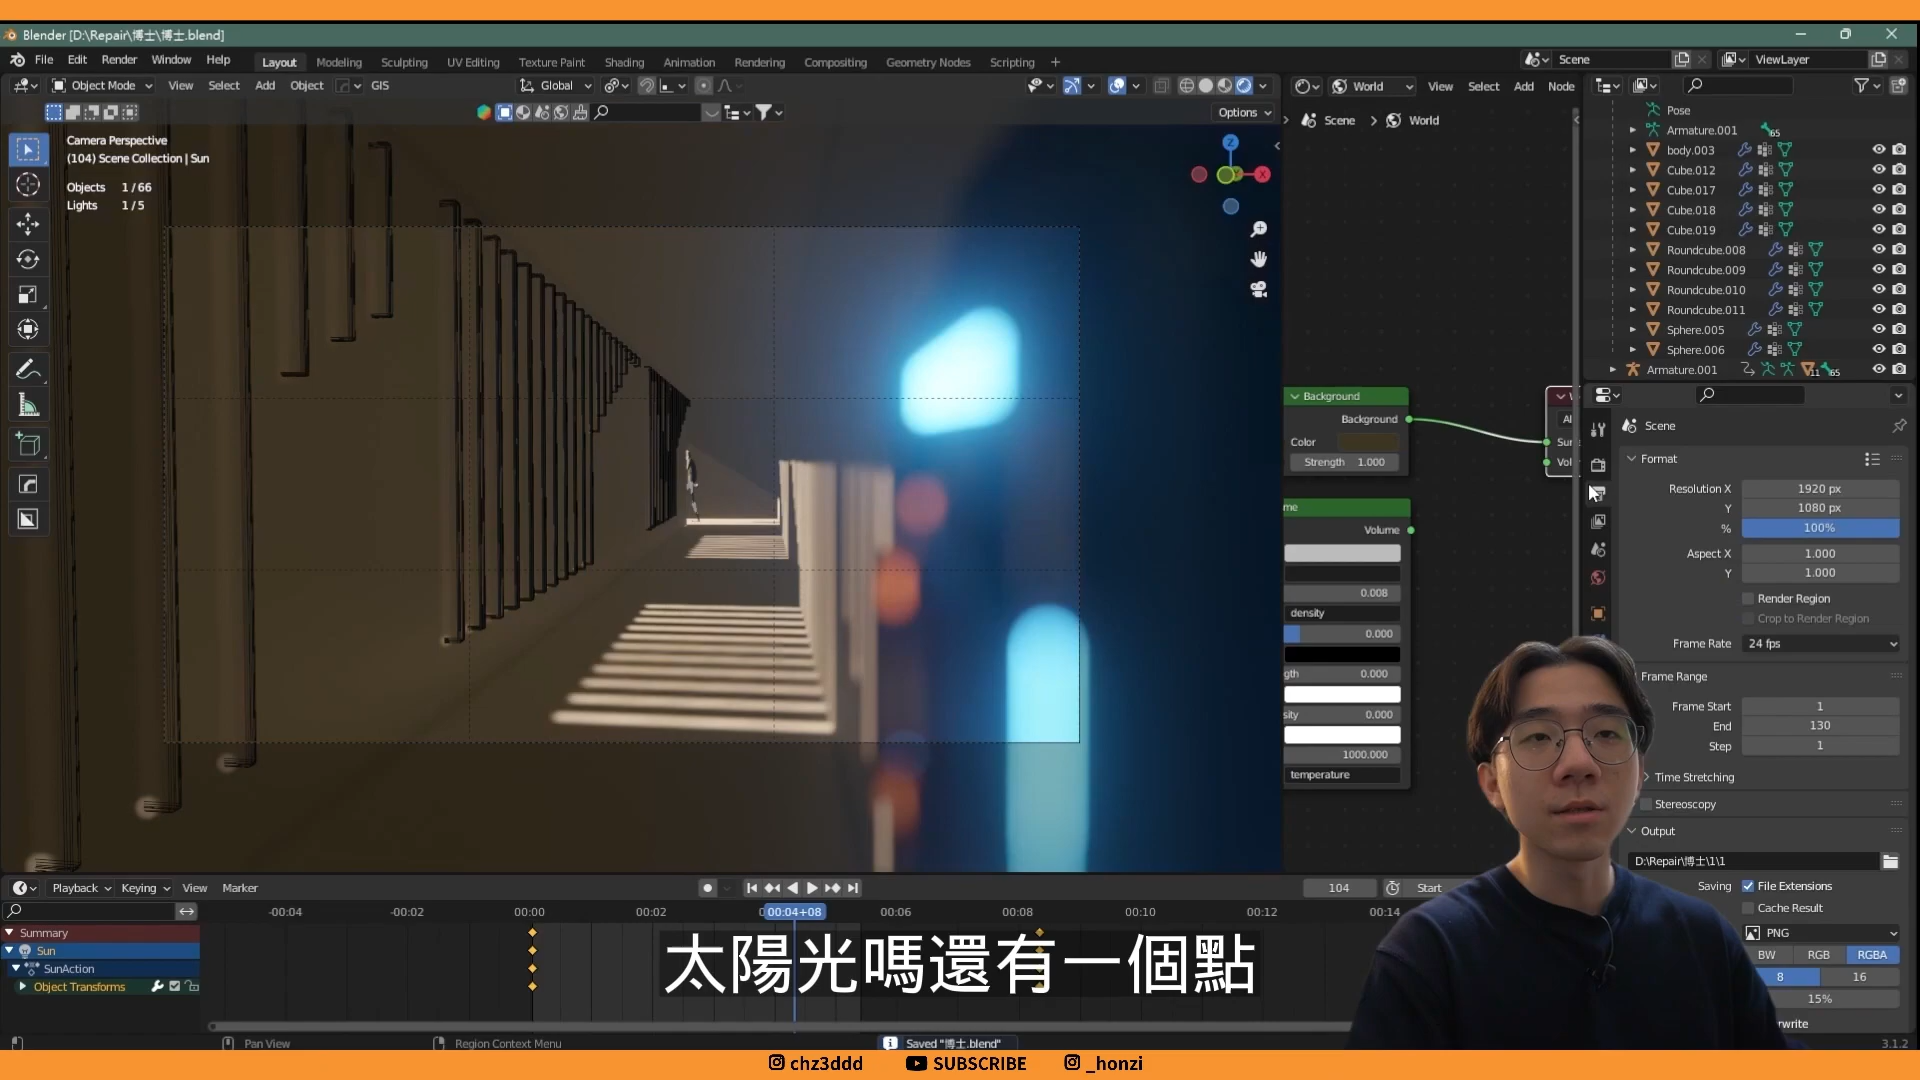 Blender [D:\Repair\博士\博士.blend]
File Edit Render Window Help
Layout Modeling Sculpting UV Editing Texture Paint Shading Animation Rendering Compositing Geometry Nodes Scripting +
Scene
ViewLayer
Object Mode View Select Add Object GIS
Global
World View Select Add Node
Options
Scene > World
Camera Perspective
(104) Scene Collection | Sun
Objects 1/66
Lights 1/5
Z
X
Pose
Armature.001 65
body.003
Cube.012
Cube.017
Cube.018
Cube.019
Roundcube.008
Roundcube.009
Roundcube.010
Roundcube.011
Sphere.005
Sphere.006
Armature.001 11 65
Background
Background
Color
Strength 1.000
Volume
0.008
density
0.000
0.000
0.000
1000.000
temperature
Scene
Format
Resolution X 1920 px
Y 1080 px
% 100%
Aspect X 1.000
Y 1.000
Render Region
Crop to Render Region
Frame Rate 24 fps
Frame Range
Frame Start 1
End 130
Step 1
Time Stretching
Stereoscopy
Output
D:\Repair\博士\1\1
Saving File Extensions
Cache Result
PNG
BW RGB RGBA
8 16
15%
Playback Keying View Marker
104 Start
-00:04 -00:02 00:00 00:02 00:04+08 00:06 00:08 00:10 00:12 00:14
Summary
Sun
SunAction
Object Transforms
太陽光嗎還有一個點
Pan View Region Context Menu Saved "博士.blend" 3.1.2
chz3ddd SUBSCRIBE _honzi